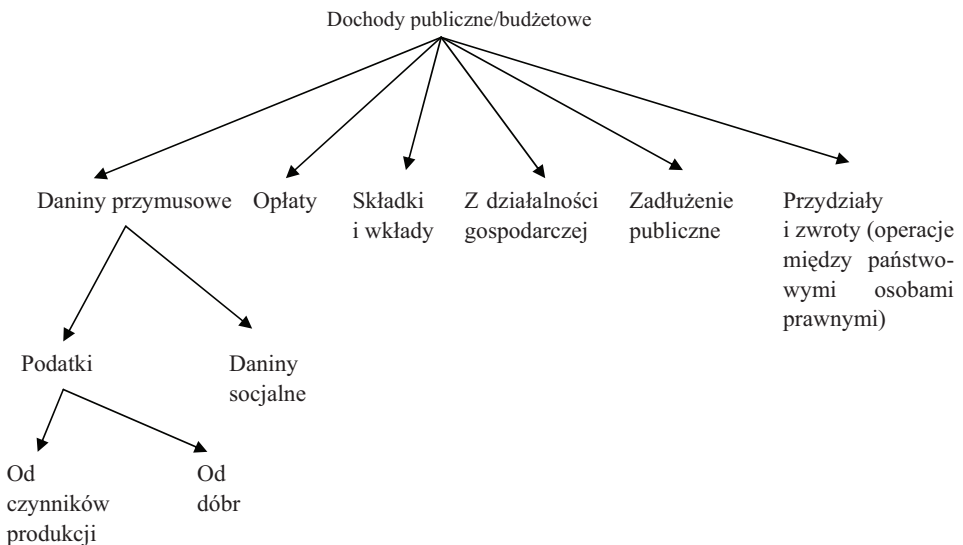 Dochody publiczne/budżetowe
Daniny przymusowe
Opłaty
Składki
i wkłady
Z działalności
gospodarczej
Zadłużenie
publiczne
Przydziały
i zwroty (operacje
między państwo-
wymi osobami
prawnymi)
Podatki
Daniny
socjalne
Od
czynników
produkcji
Od
dóbr